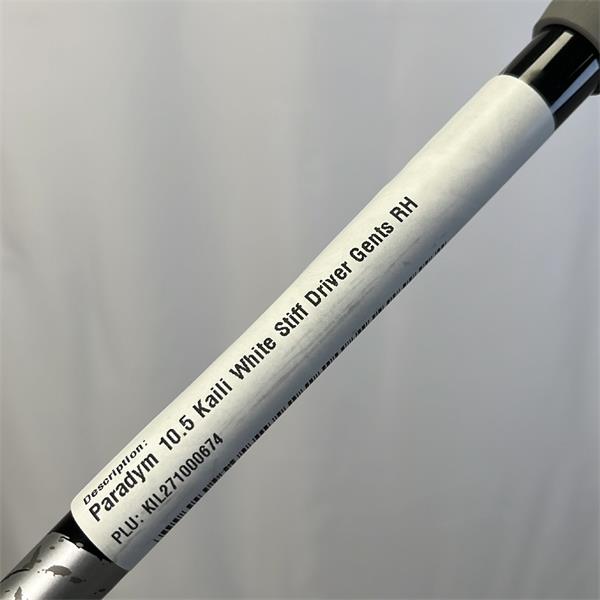 Description:
Paradym 10.5 Kaili White Stiff Driver Gents RH
PLU: KIL271000674